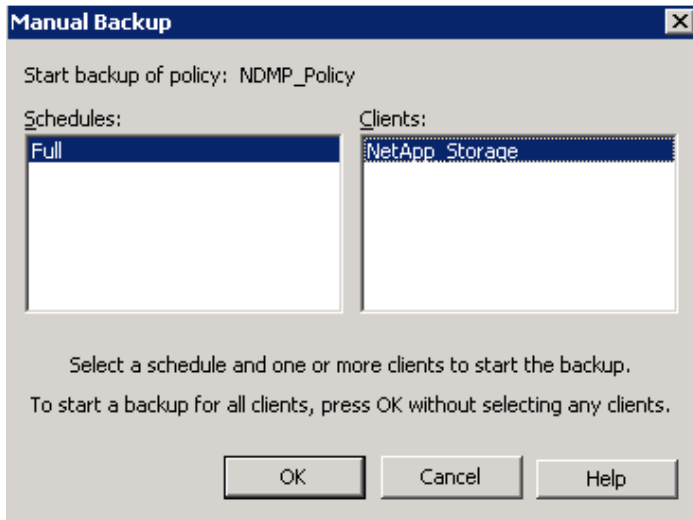 Manual Backup
Start backup of policy: NDMP_Policy
Schedules:
Clients:
Full
NetApp_Storage
Select a schedule and one or more clients to start the backup.
To start a backup for all clients, press OK without selecting any clients.
OK
Cancel
Help